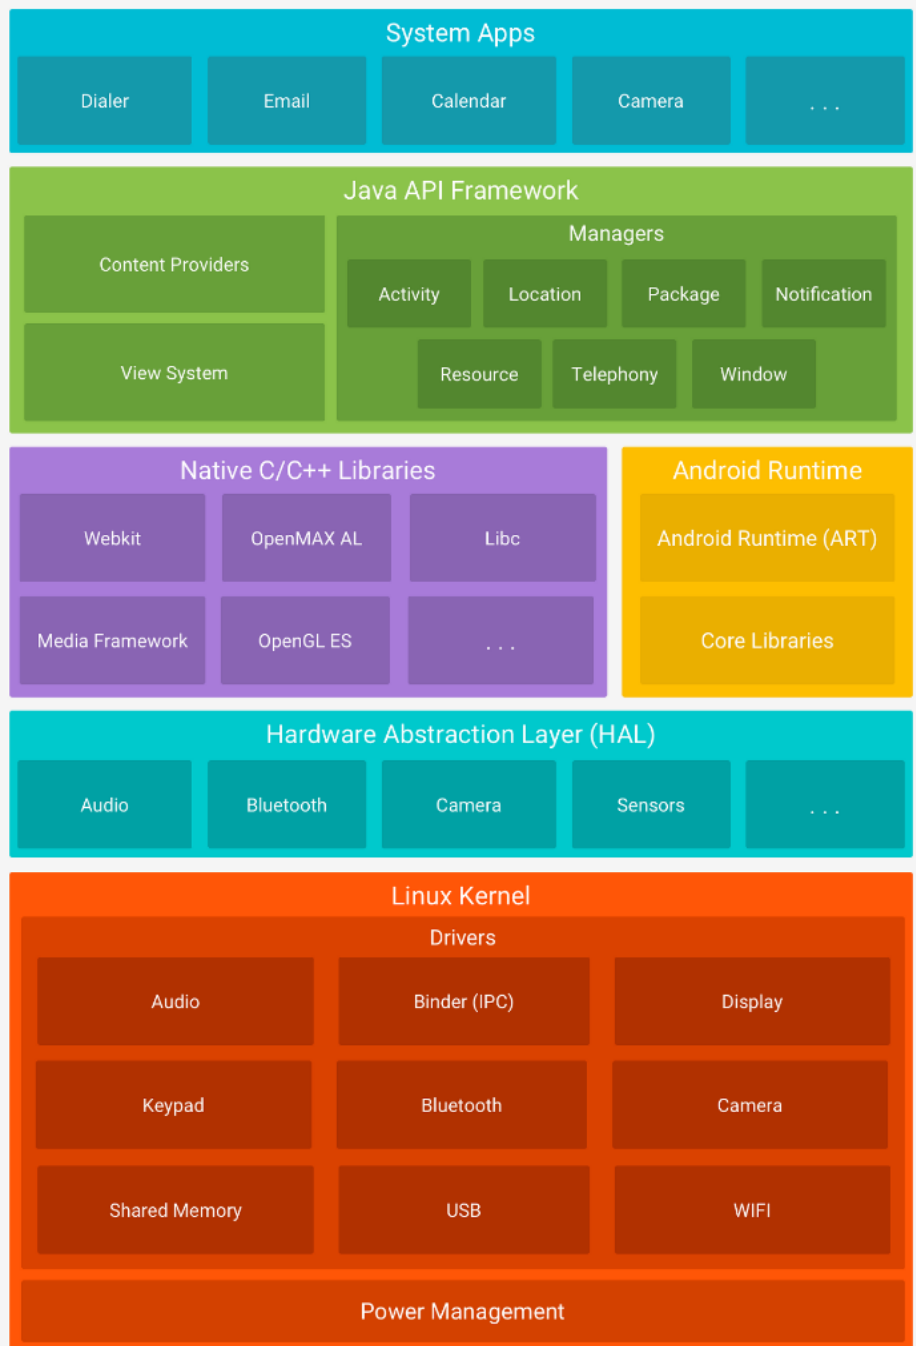 System Apps
Dialer
Email
Calendar
Camera
. . .
Java API Framework
Content Providers
View System
Managers
Activity
Location
Package
Notification
Resource
Telephony
Window
Native C/C++ Libraries
Webkit
OpenMAX AL
Libc
Media Framework
OpenGL ES
. . .
Android Runtime
Android Runtime (ART)
Core Libraries
Hardware Abstraction Layer (HAL)
Audio
Bluetooth
Camera
Sensors
. . .
Linux Kernel
Drivers
Audio
Binder (IPC)
Display
Keypad
Bluetooth
Camera
Shared Memory
USB
WIFI
Power Management